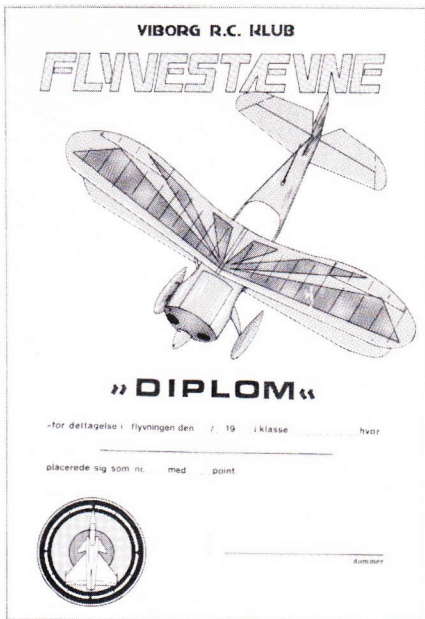 VIBORG R.C. KLUB
FLYVESTÆVNE
» DIPLOM «
-for deltagelse i flyvningen den / 19 i klasse hvor
placerede sig som nr. med point.
dommer